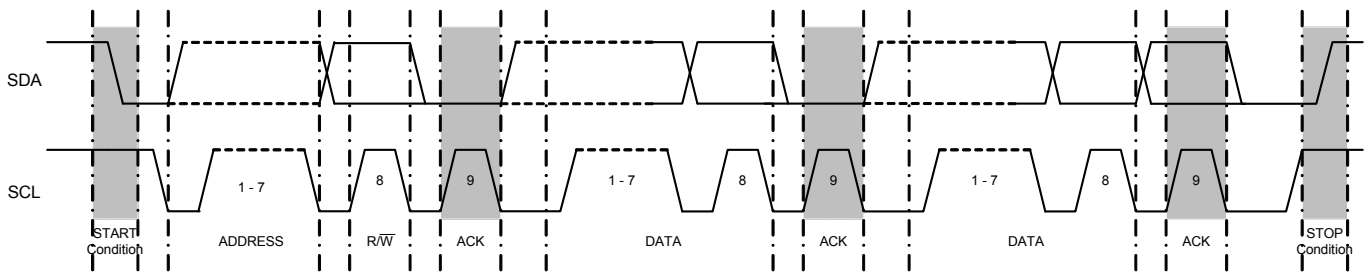 SDA
SCL
1 - 7
8
9
1 - 7
8
9
1 - 7
8
9
START
Condition
ADDRESS
R/W̅
ACK
DATA
ACK
DATA
ACK
STOP
Condition